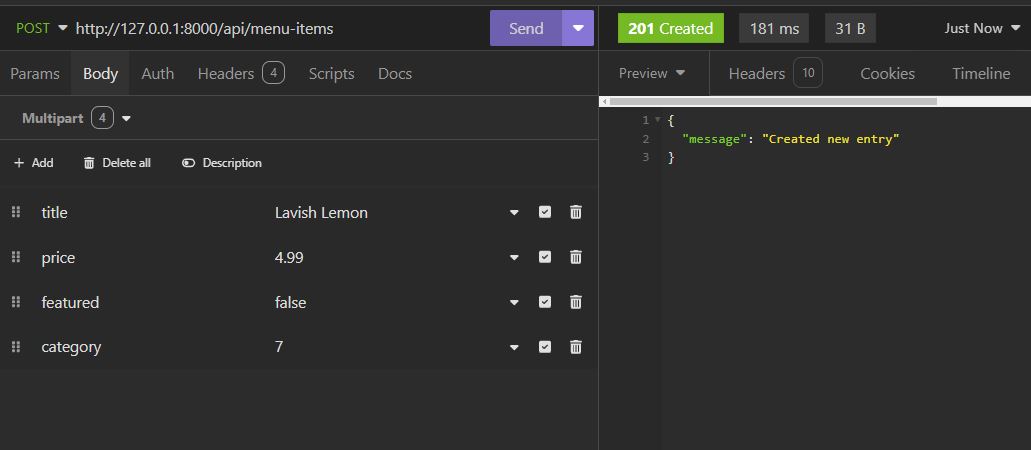 POST http://127.0.0.1:8000/api/menu-items Send 201 Created 181 ms 31 B Just Now
Params Body Auth Headers 4 Scripts Docs Preview Headers 10 Cookies Timeline
Multipart 4
+ Add Delete all Description
title Lavish Lemon
price 4.99
featured false
category 7
1 {
2 "message": "Created new entry"
3 }